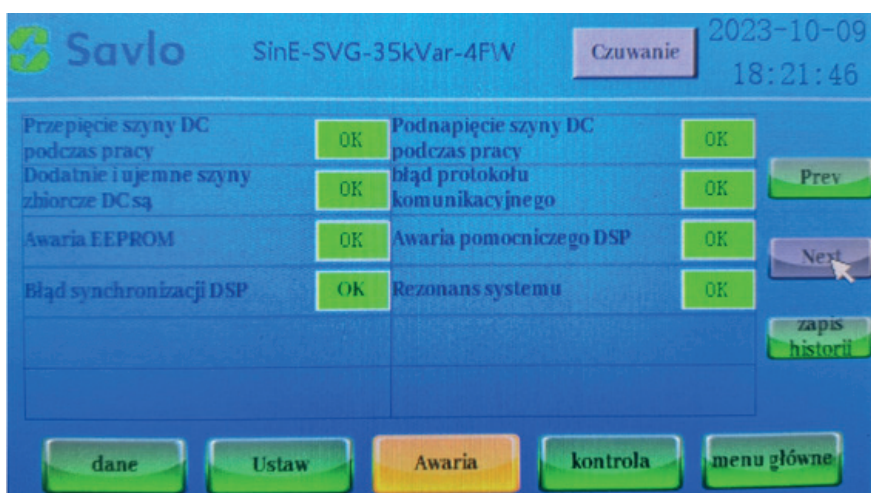 Savlo
SinE-SVG-35kVar-4FW
Czuwanie
2023-10-09
18:21:46
Przepięcie szyny DC
podczas pracy
OK
Podnapięcie szyny DC
podczas pracy
OK
Dodatnie i ujemne szyny
zbiorcze DC są
OK
błąd protokołu
komunikacyjnego
OK
Awaria EEPROM
OK
Awaria pomocniczego DSP
OK
Błąd synchronizacji DSP
OK
Rezonans systemu
OK
Prev
Next
zapis
historii
dane
Ustaw
Awaria
kontrola
menu główne